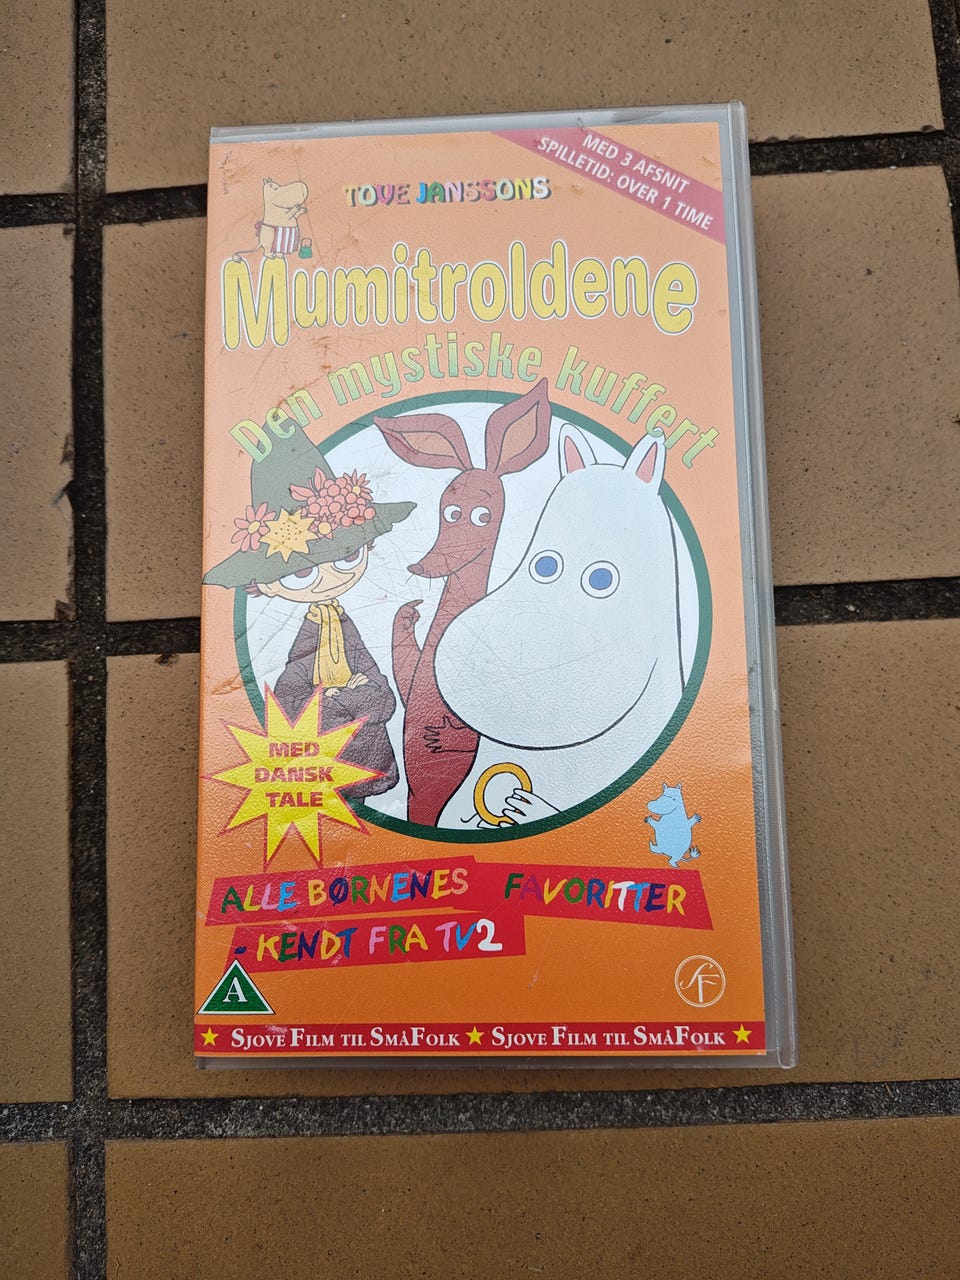 MED 3 AFSNIT
SPILLETID: OVER 1 TIME
TOVE JANSSONS
Mumitroldene
Den mystiske kuffert
MED
DANSK
TALE
ALLE BØRNENES FAVORITTER
- KENDT FRA TV2
A
SF
★ SJOVE FILM TIL SMÅFOLK ★ SJOVE FILM TIL SMÅFOLK ★